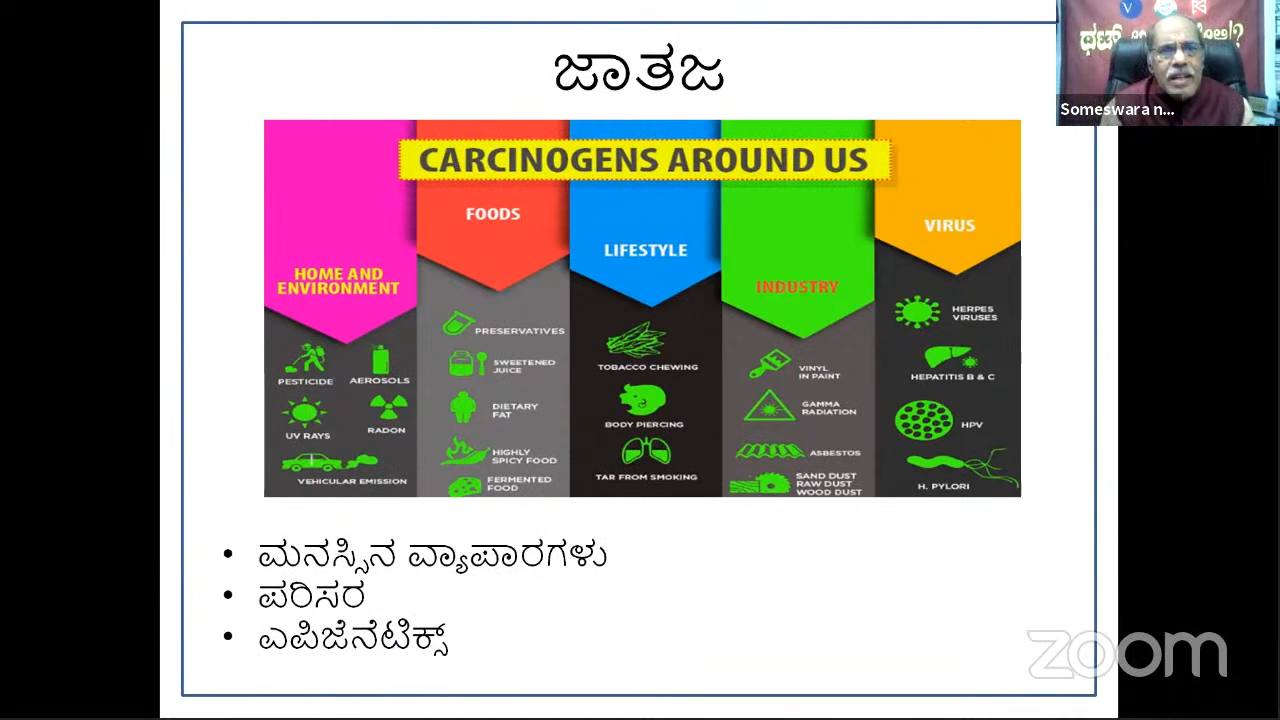 ಜಾತಜ
CARCINOGENS AROUND US
HOME AND
ENVIRONMENT
PESTICIDE
AEROSOLS
UV RAYS
RADON
VEHICULAR EMISSION
FOODS
PRESERVATIVES
SWEETENED
JUICE
DIETARY
FAT
HIGHLY
SPICY FOOD
FERMENTED
FOOD
LIFESTYLE
TOBACCO CHEWING
BODY PIERCING
TAR FROM SMOKING
INDUSTRY
VINYL
IN PAINT
GAMMA
RADIATION
ASBESTOS
SAND DUST
RAW DUST
WOOD DUST
VIRUS
HERPES
VIRUSES
HEPATITIS B & C
HPV
H. PYLORI
• ಮನಸ್ಸಿನ ವ್ಯಾಪಾರಗಳು
• ಪರಿಸರ
• ಎಪಿಜೆನೆಟಿಕ್ಸ್
Someswara n...
zoom